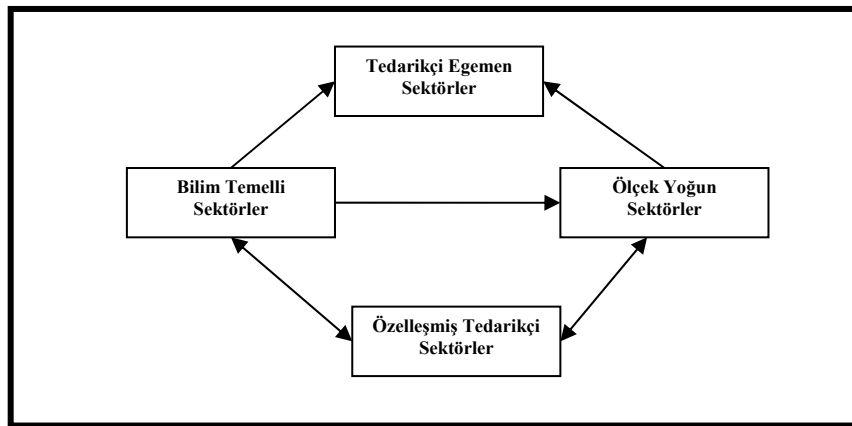 Tedarikçi Egemen
Sektörler
Bilim Temelli
Sektörler
Ölçek Yoğun
Sektörler
Özelleşmiş Tedarikçi
Sektörler